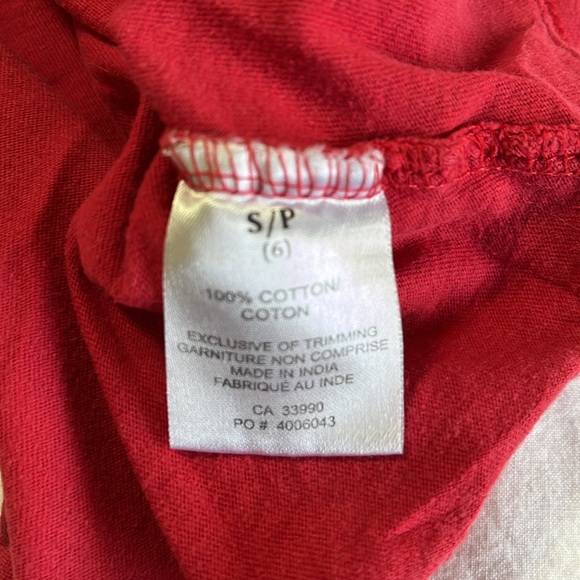 S/P
(6)
100% COTTON/
COTON
EXCLUSIVE OF TRIMMING
GARNITURE NON COMPRISE
MADE IN INDIA
FABRIQUÉ AU INDE
CA 33990
PO # 4006043